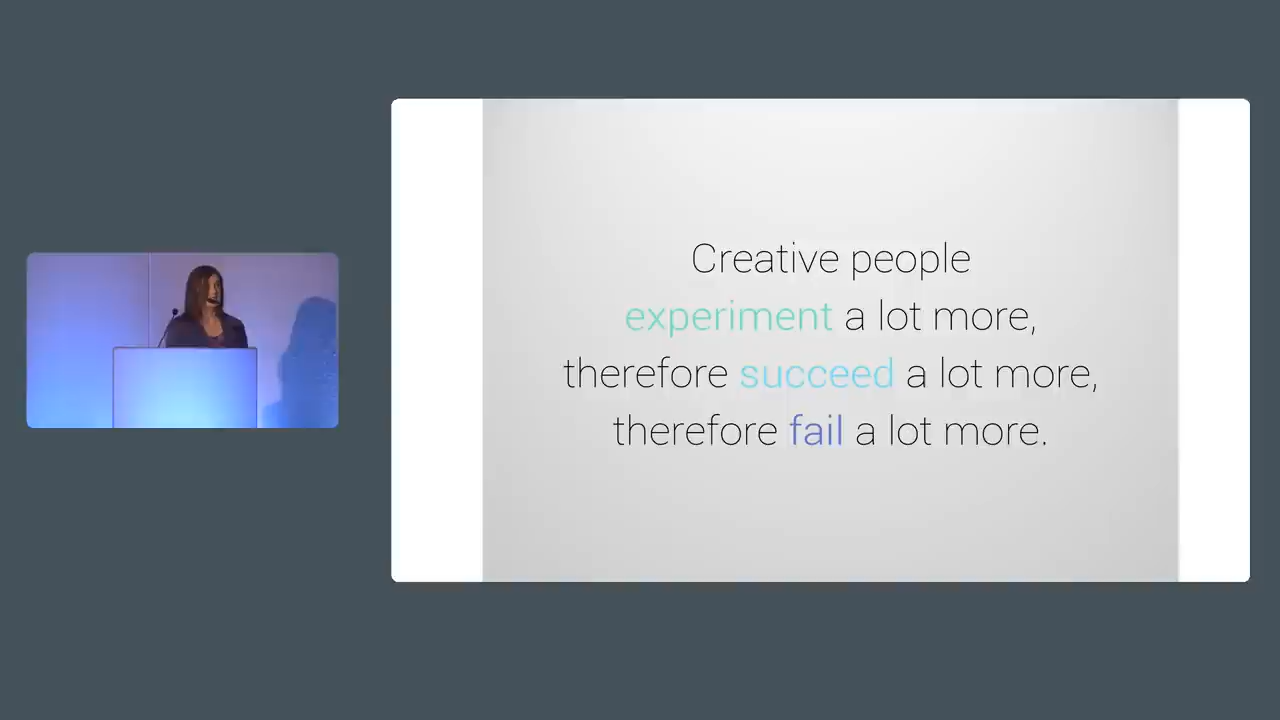 Creative people
experiment a lot more,
therefore succeed a lot more,
therefore fail a lot more.